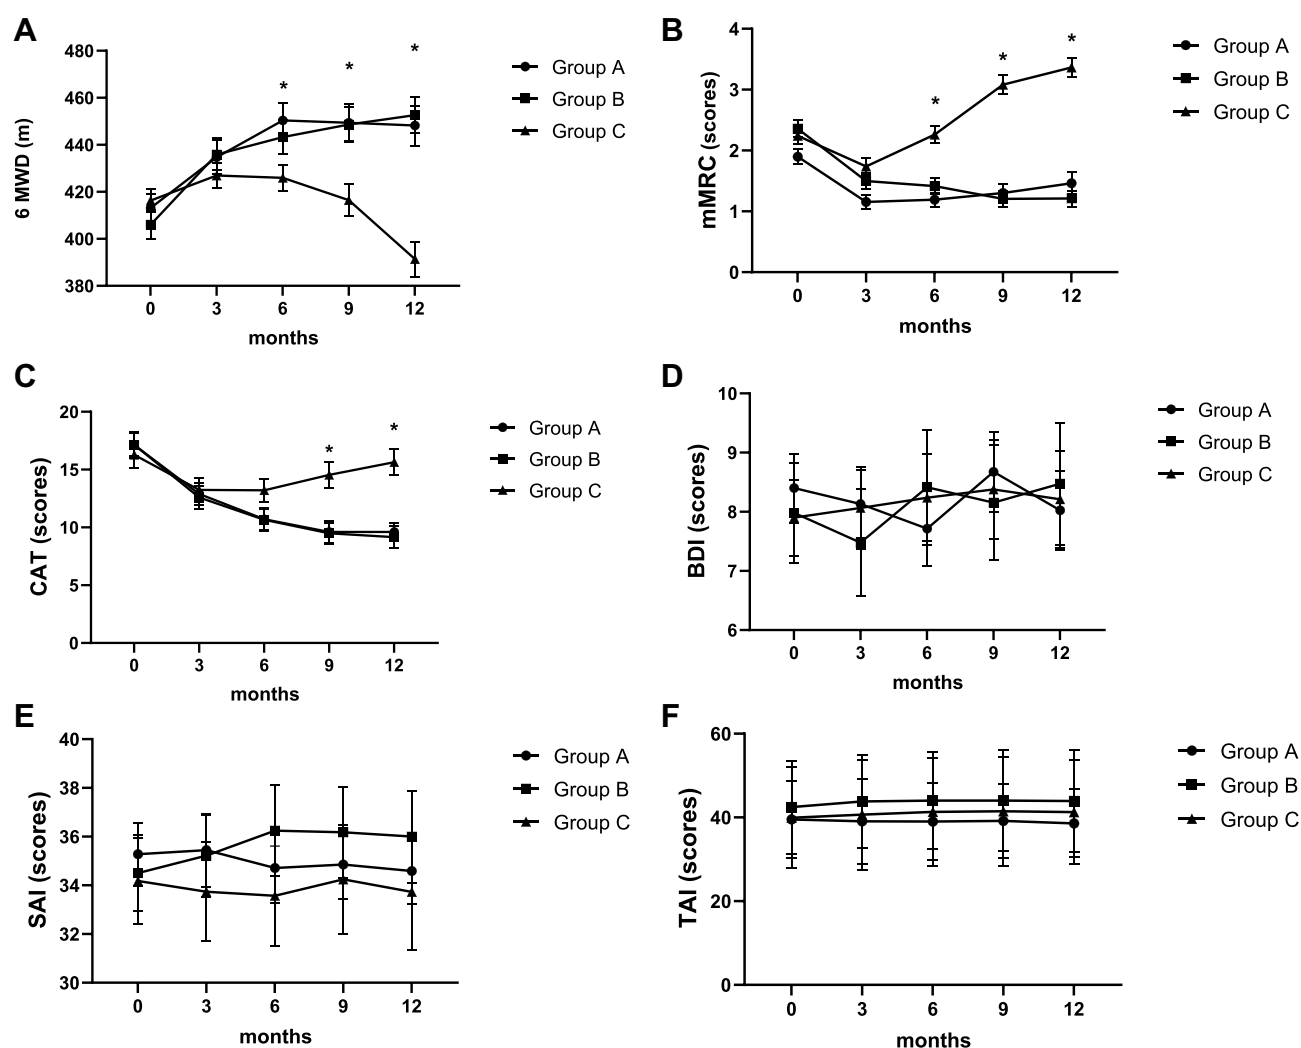 A
480
460
440
420
400
380
6 MWD (m)
* * *
0 3 6 9 12
months
Group A
Group B
Group C
B
4
3
2
1
0
mMRC (scores)
* * *
0 3 6 9 12
months
Group A
Group B
Group C
C
20
15
10
5
0
CAT (scores)
* *
0 3 6 9 12
months
Group A
Group B
Group C
D
10
9
8
7
6
BDI (scores)
0 3 6 9 12
months
Group A
Group B
Group C
E
40
38
36
34
32
30
SAI (scores)
0 3 6 9 12
months
Group A
Group B
Group C
F
60
40
20
0
TAI (scores)
0 3 6 9 12
months
Group A
Group B
Group C